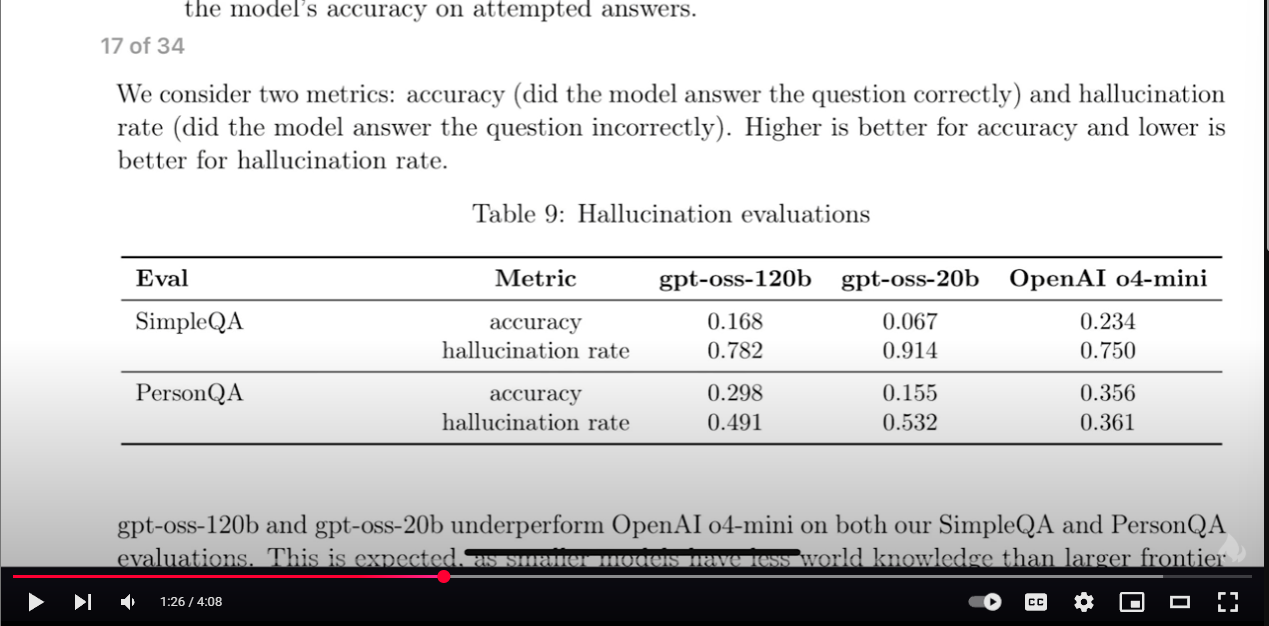 the model's accuracy on attempted answers.
17 of 34
We consider two metrics: accuracy (did the model answer the question correctly) and hallucination
rate (did the model answer the question incorrectly). Higher is better for accuracy and lower is
better for hallucination rate.
Table 9: Hallucination evaluations
Eval Metric gpt-oss-120b gpt-oss-20b OpenAI o4-mini
SimpleQA accuracy 0.168 0.067 0.234
hallucination rate 0.782 0.914 0.750
PersonQA accuracy 0.298 0.155 0.356
hallucination rate 0.491 0.532 0.361
gpt-oss-120b and gpt-oss-20b underperform OpenAI o4-mini on both our SimpleQA and PersonQA
evaluations. This is expected, as smaller models have less world knowledge than larger frontier
1:26 / 4:08
CC